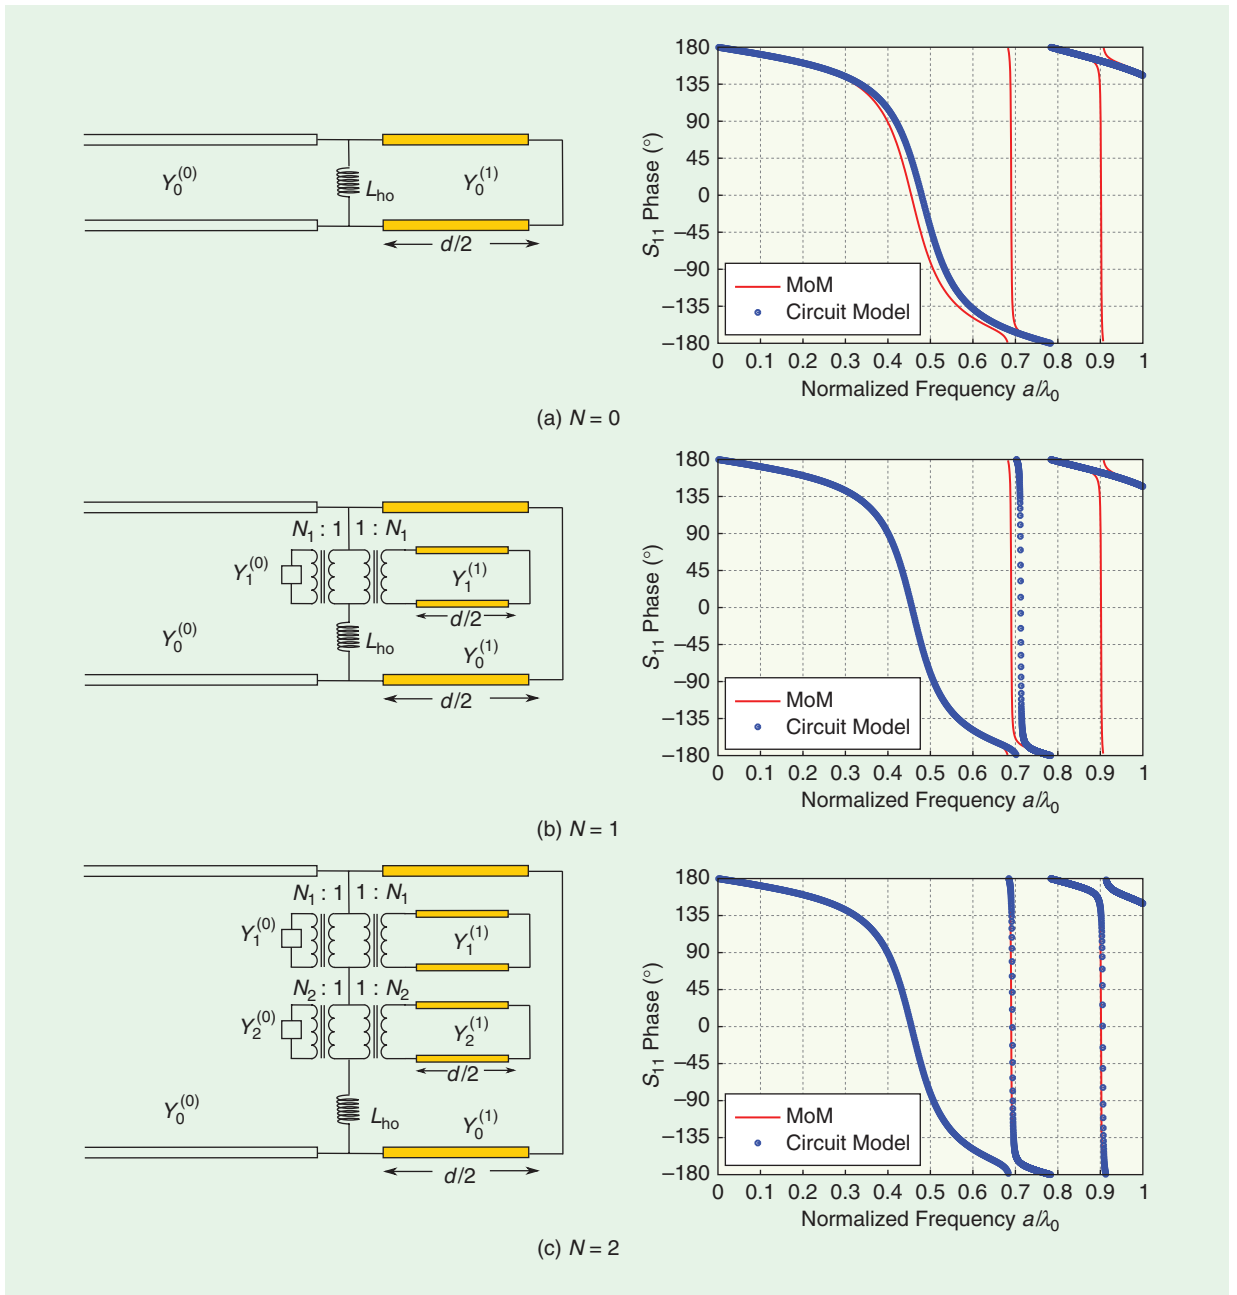 Y₀⁽⁰⁾
L_ho
Y₀⁽¹⁾
d/2
S₁₁ Phase (°)
180
135
90
45
0
−45
−90
−135
−180
MoM
Circuit Model
0 0.1 0.2 0.3 0.4 0.5 0.6 0.7 0.8 0.9 1
Normalized Frequency a/λ₀
(a) N = 0
N₁ : 1 1 : N₁
Y₁⁽⁰⁾
Y₁⁽¹⁾
d/2
Y₀⁽⁰⁾
L_ho
Y₀⁽¹⁾
d/2
S₁₁ Phase (°)
180
135
90
45
0
−45
−90
−135
−180
MoM
Circuit Model
0 0.1 0.2 0.3 0.4 0.5 0.6 0.7 0.8 0.9 1
Normalized Frequency a/λ₀
(b) N = 1
N₁ : 1 1 : N₁
Y₁⁽⁰⁾
Y₁⁽¹⁾
N₂ : 1 1 : N₂
Y₂⁽⁰⁾
Y₂⁽¹⁾
d/2
Y₀⁽⁰⁾
L_ho
Y₀⁽¹⁾
d/2
S₁₁ Phase (°)
180
135
90
45
0
−45
−90
−135
−180
MoM
Circuit Model
0 0.1 0.2 0.3 0.4 0.5 0.6 0.7 0.8 0.9 1
Normalized Frequency a/λ₀
(c) N = 2